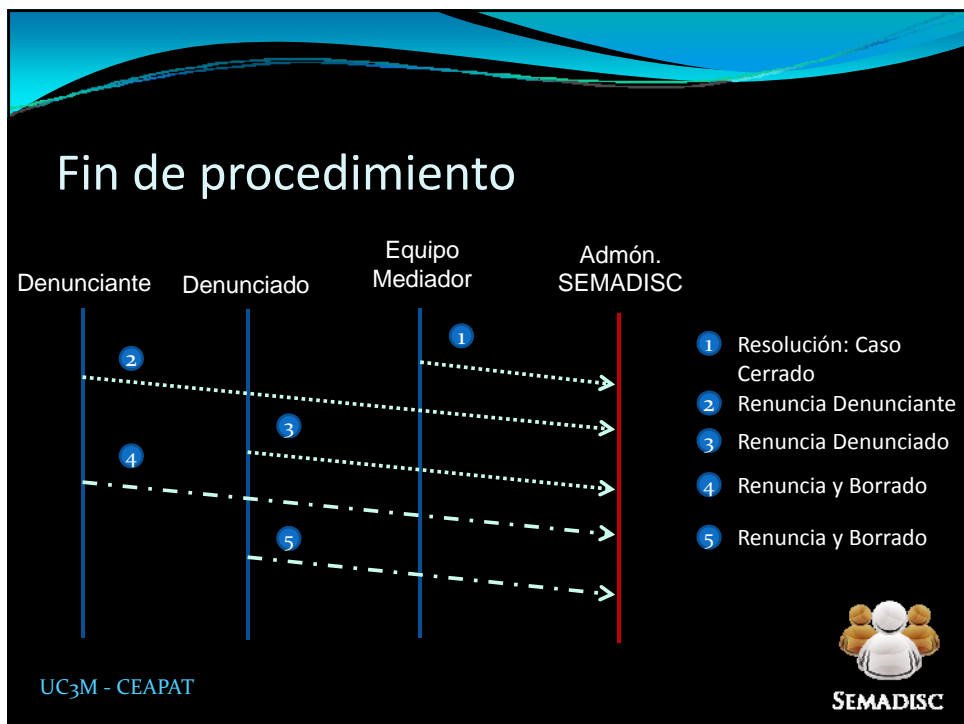 Fin de procedimiento
Denunciante
Denunciado
Equipo
Mediador
Admón.
SEMADISC
1
2
3
4
5
1 Resolución: Caso
Cerrado
2 Renuncia Denunciante
3 Renuncia Denunciado
4 Renuncia y Borrado
5 Renuncia y Borrado
UC3M - CEAPAT
SEMADISC